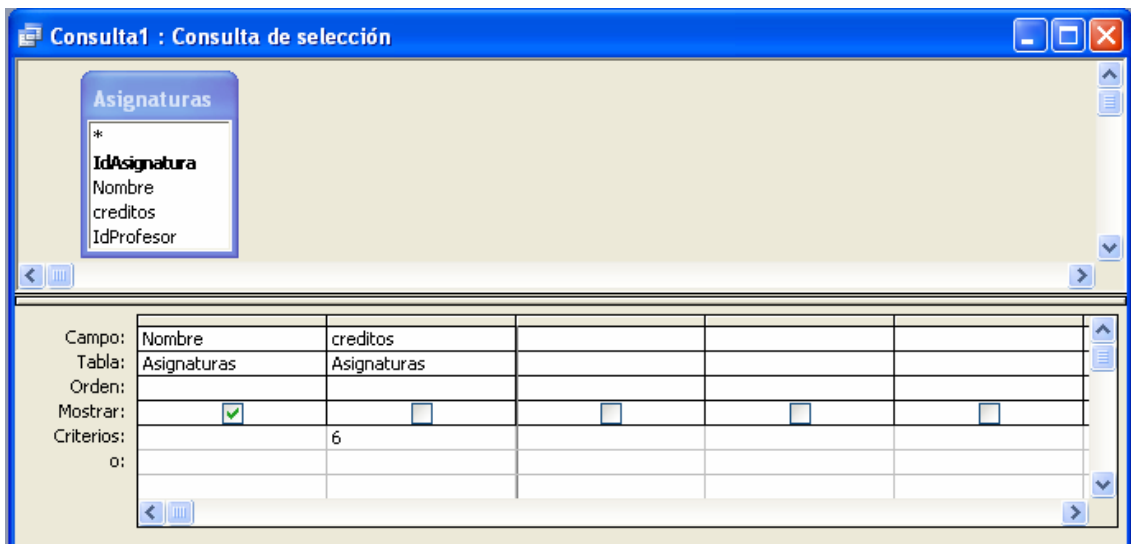 Consulta1 : Consulta de selección
Asignaturas
*
IdAsignatura
Nombre
creditos
IdProfesor
Campo: Nombre creditos
Tabla: Asignaturas Asignaturas
Orden:
Mostrar:
Criterios: 6
o: